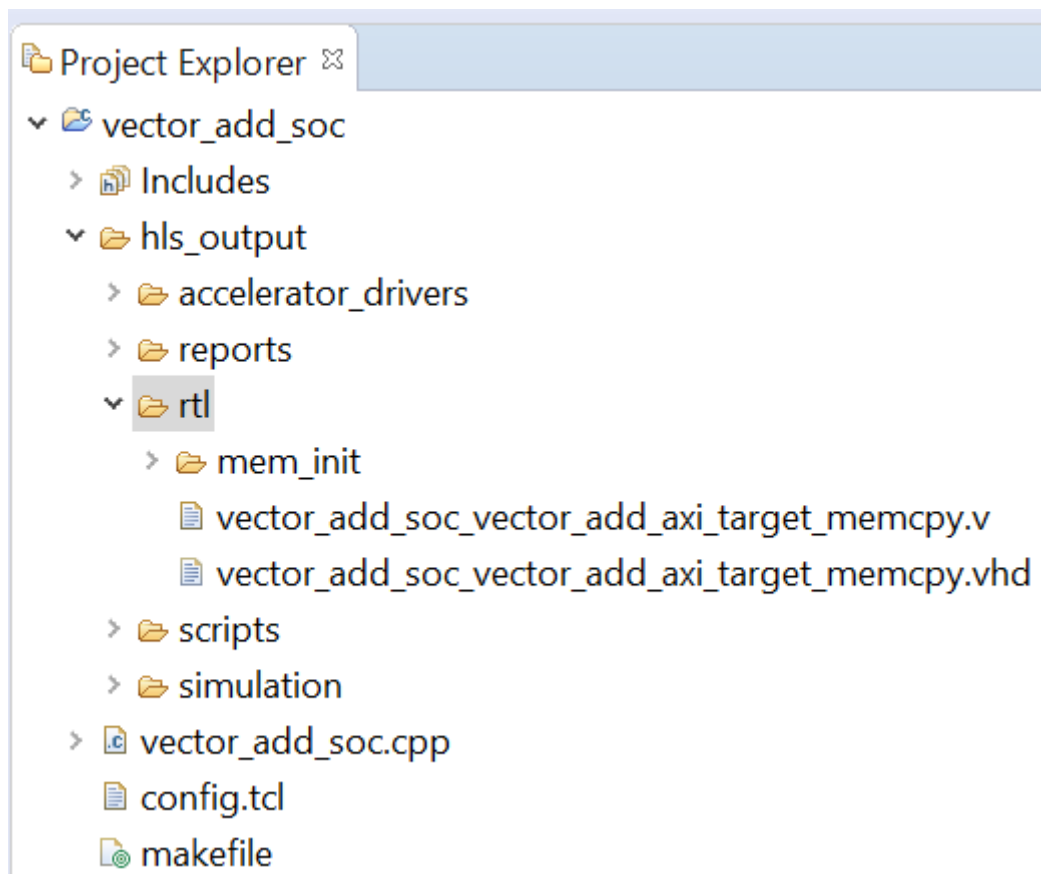 Project Explorer
vector_add_soc
Includes
hls_output
accelerator_drivers
reports
rtl
mem_init
vector_add_soc_vector_add_axi_target_memcpy.v
vector_add_soc_vector_add_axi_target_memcpy.vhd
scripts
simulation
vector_add_soc.cpp
config.tcl
makefile